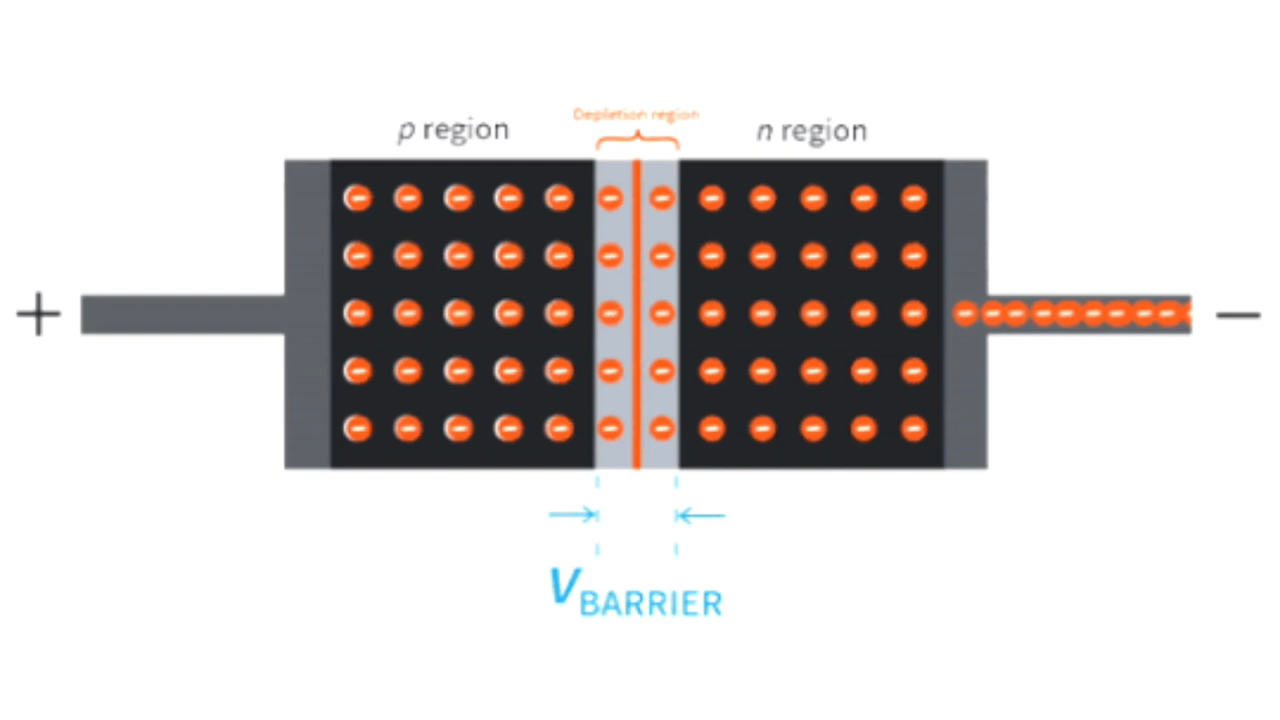 Depletion region
p region
n region
+
−
VBARRIER